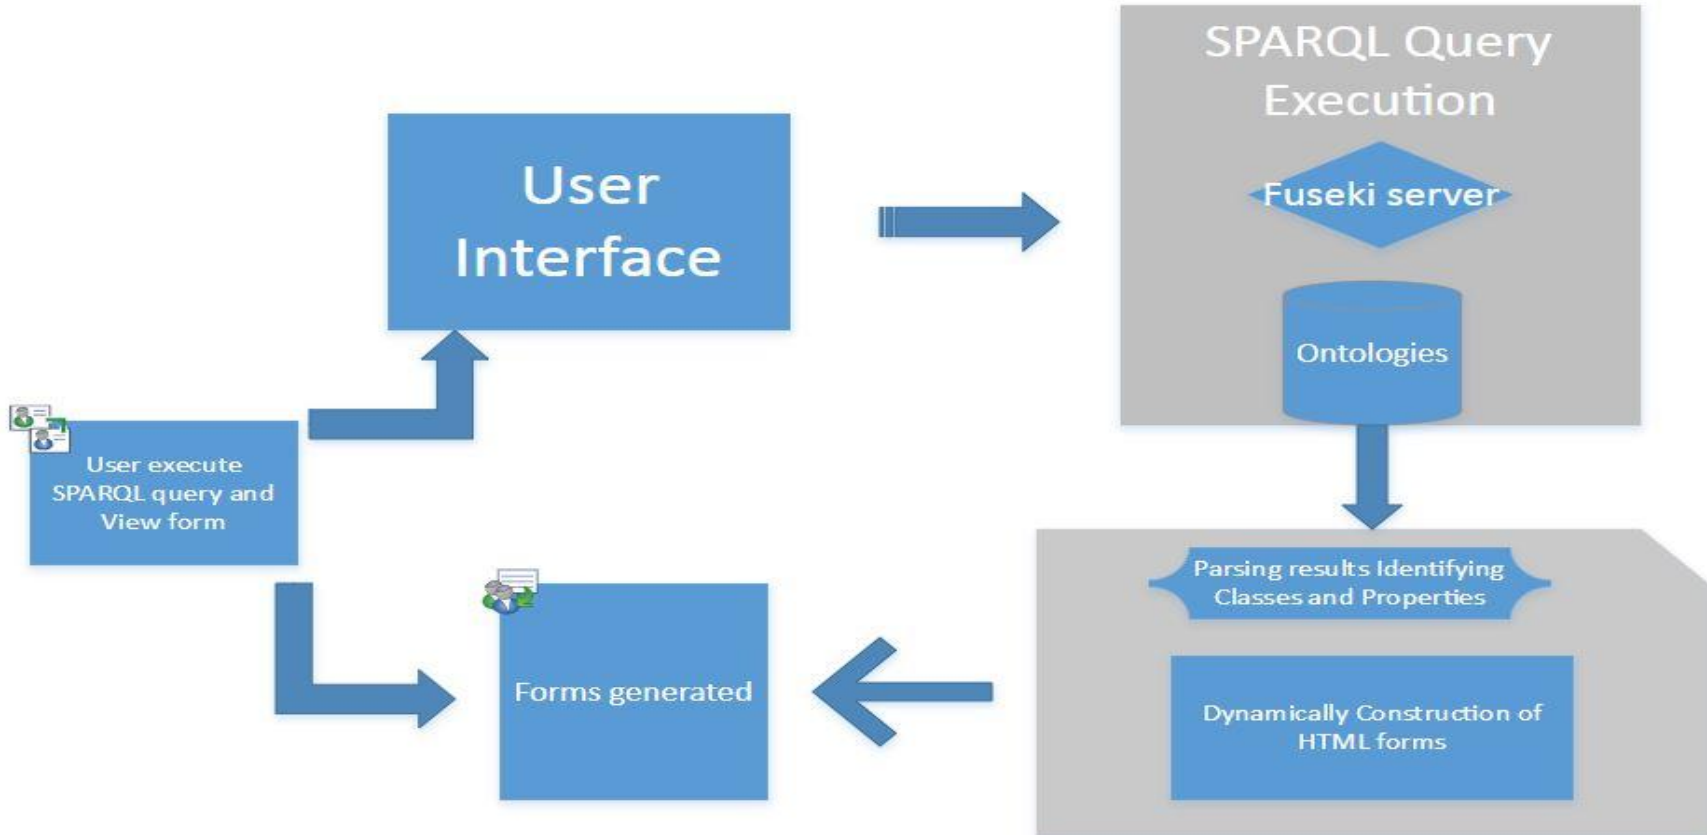 SPARQL Query
Execution
User
Interface
Fuseki server
Ontologies
User execute
SPARQL query and
View form
Parsing results Identifying
Classes and Properties
Forms generated
Dynamically Construction of
HTML forms